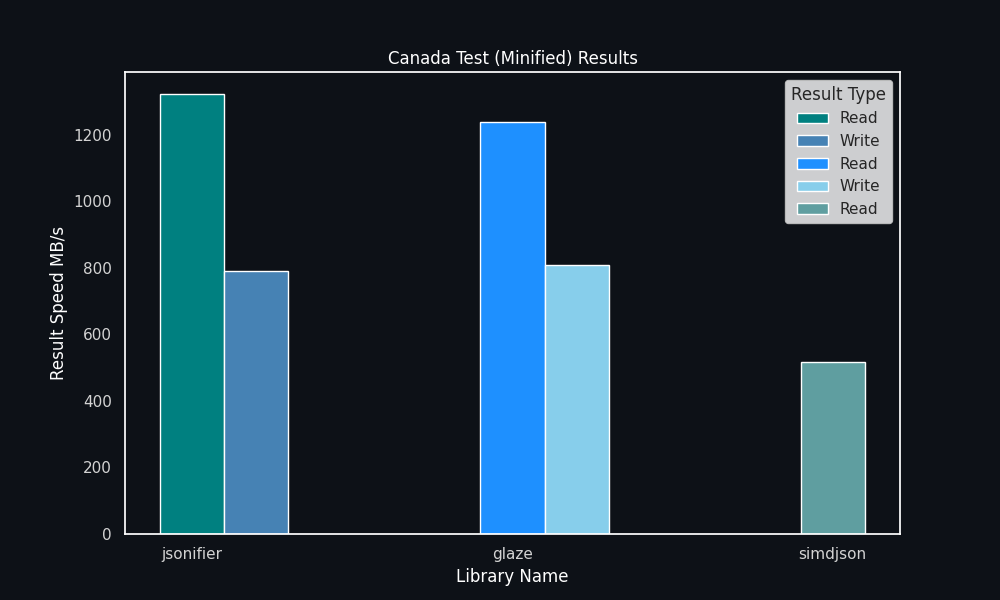 Canada Test (Minified) Results
Result Type
Read
Write
Read
Write
Read
Result Speed MB/s
1200
1000
800
600
400
200
0
jsonifier
glaze
simdjson
Library Name